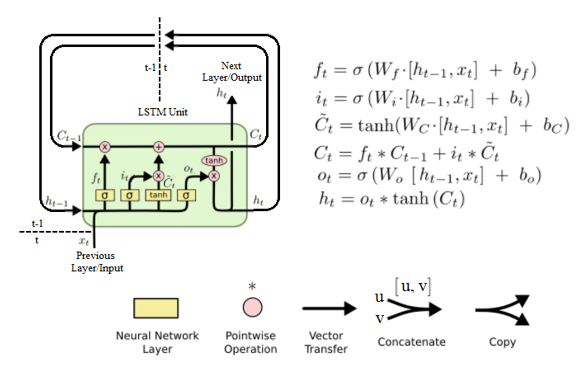 t-1 t
Next
Layer/Output
LSTM Unit
h_t
C_{t-1}
C_t
×
+
tanh
f_t
i_t
×
C̃_t
o_t
×
σ
σ
tanh
σ
h_{t-1}
h_t
t-1
t
x_t
Previous
Layer/Input
f_t = σ (W_f·[h_{t-1}, x_t] + b_f)
i_t = σ (W_i·[h_{t-1}, x_t] + b_i)
C̃_t = tanh(W_C·[h_{t-1}, x_t] + b_C)
C_t = f_t * C_{t-1} + i_t * C̃_t
o_t = σ (W_o [h_{t-1}, x_t] + b_o)
h_t = o_t * tanh (C_t)
*
[u, v]
u
v
Neural Network
Layer
Pointwise
Operation
Vector
Transfer
Concatenate
Copy